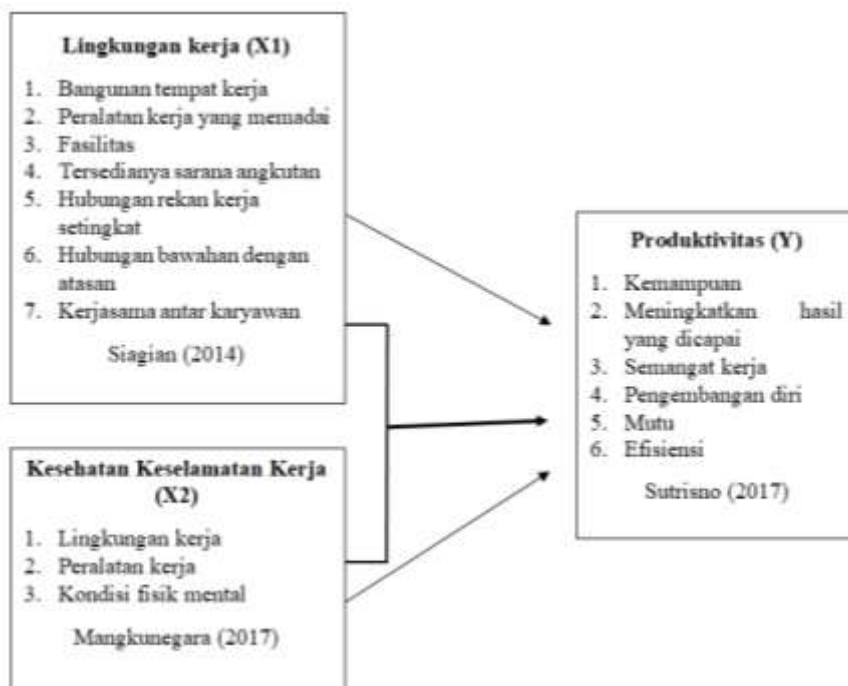 Lingkungan kerja (X1)
1. Bangunan tempat kerja
2. Peralatan kerja yang memadai
3. Fasilitas
4. Tersedianya sarana angkutan
5. Hubungan rekan kerja
setingkat
6. Hubungan bawahan dengan
atasan
7. Kerjasama antar karyawan
Siagian (2014)
Kesehatan Keselamatan Kerja
(X2)
1. Lingkungan kerja
2. Peralatan kerja
3. Kondisi fisik mental
Mangkunegara (2017)
Produktivitas (Y)
1. Kemampuan
2. Meningkatkan hasil
yang dicapai
3. Semangat kerja
4. Pengembangan diri
5. Mutu
6. Efisiensi
Sutrisno (2017)